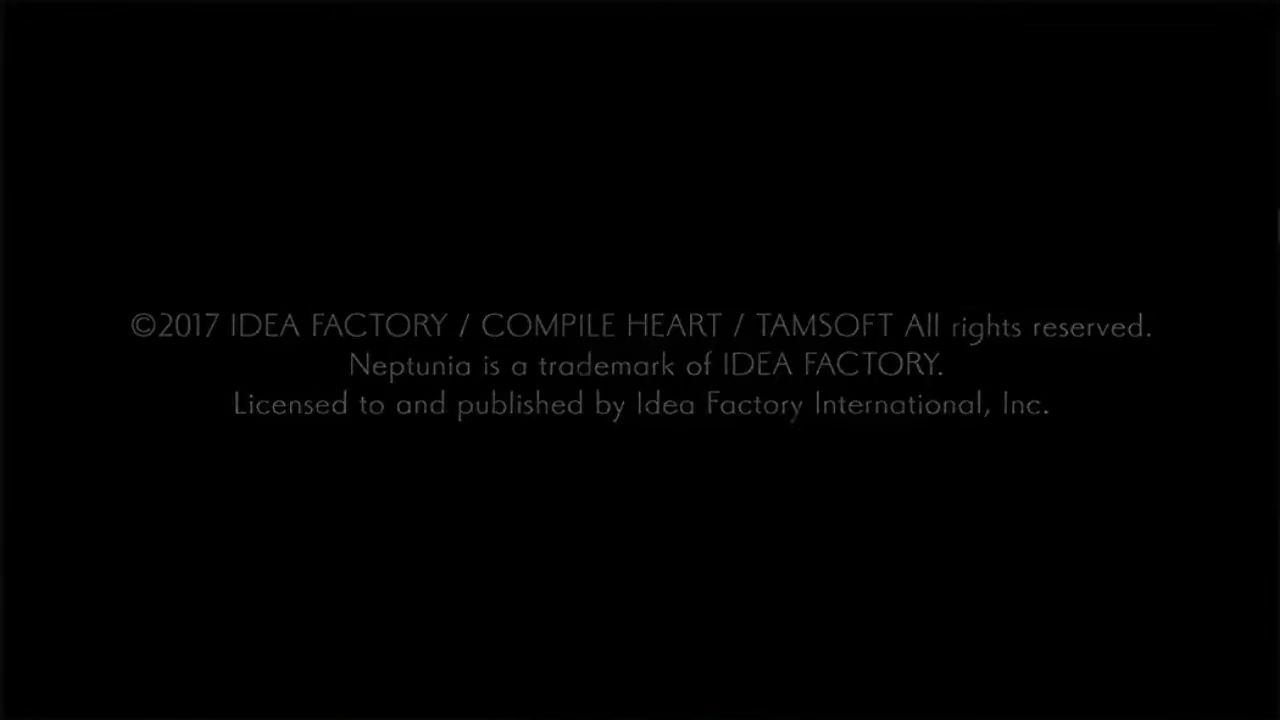 ©2017 IDEA FACTORY / COMPILE HEART / TAMSOFT All rights reserved.
Neptunia is a trademark of IDEA FACTORY.
Licensed to and published by Idea Factory International, Inc.